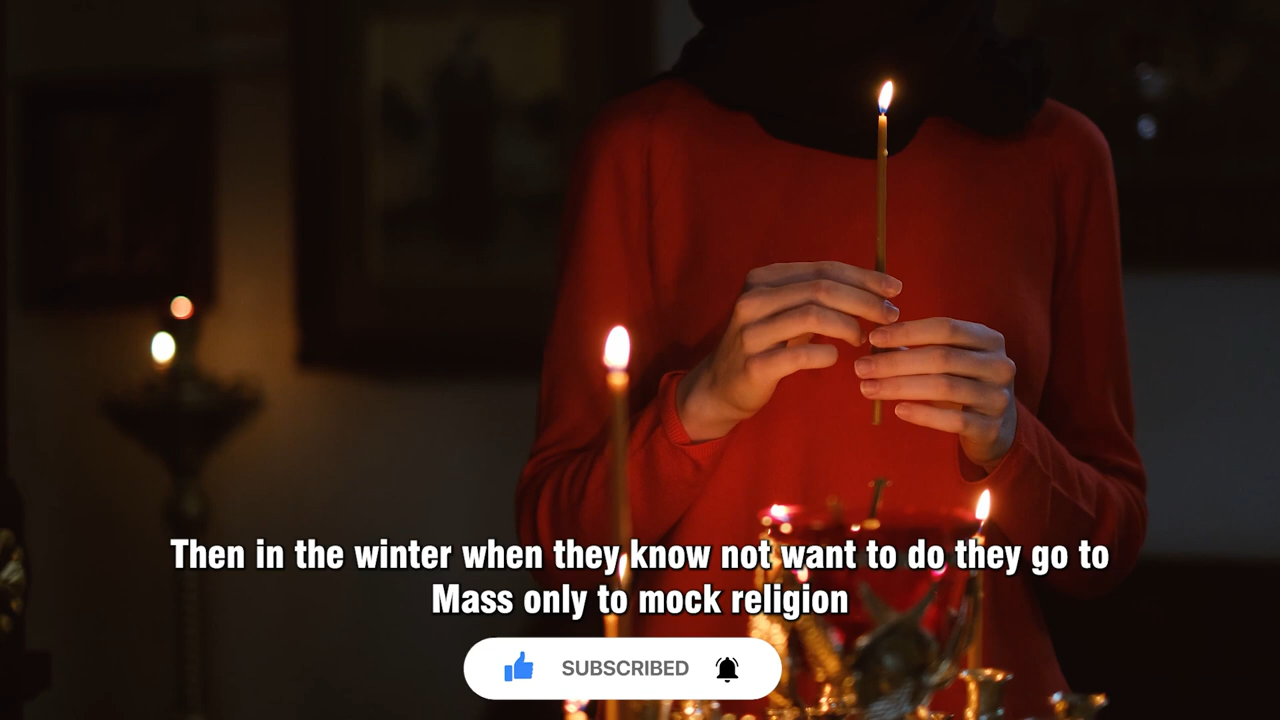 Then in the winter when they know not want to do they go to
Mass only to mock religion
SUBSCRIBED